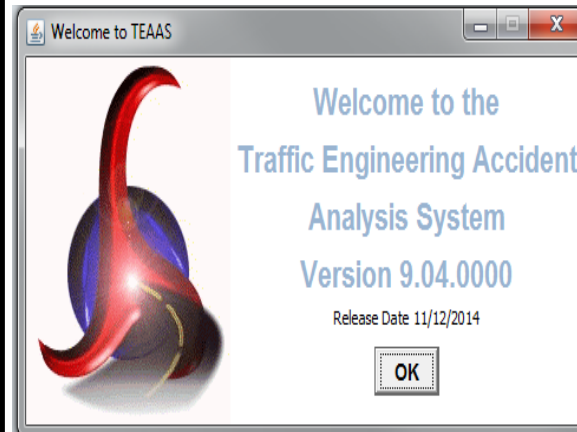 Welcome to TEAAS
Welcome to the
Traffic Engineering Accident
Analysis System
Version 9.04.0000
Release Date 11/12/2014
OK